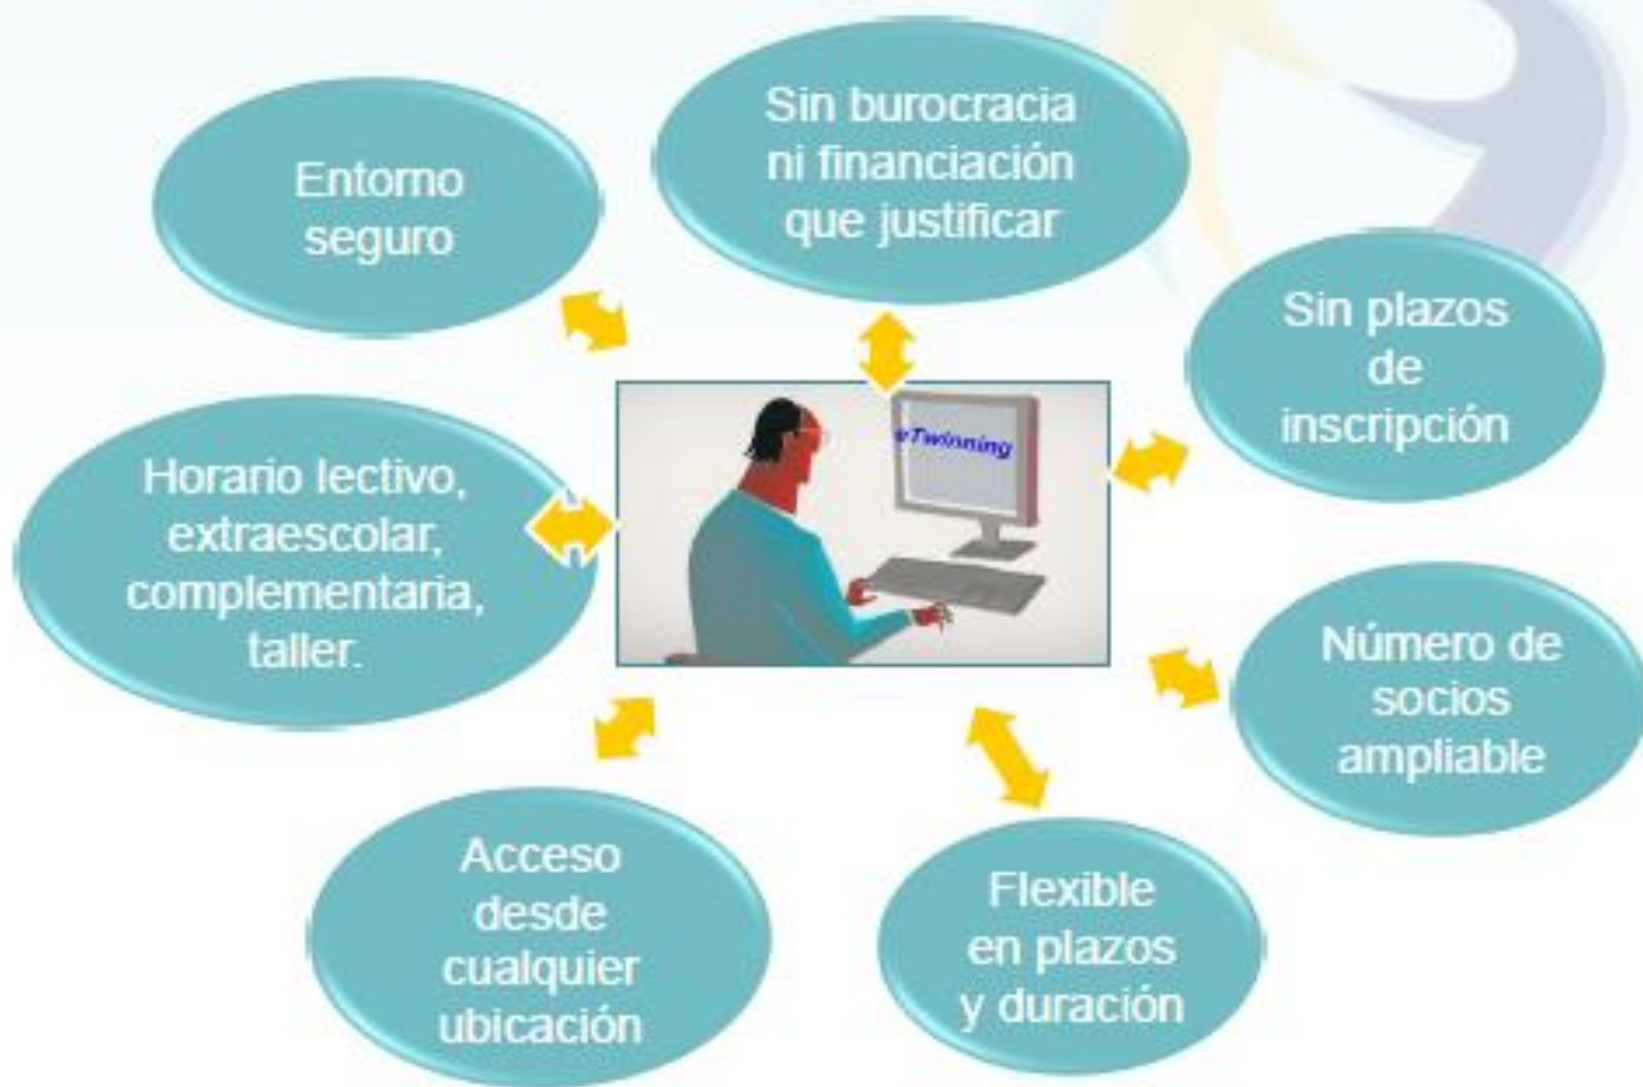 Sin burocracia
ni financiación
que justificar
Entorno
seguro
Sin plazos
de
inscripción
eTwinning
Horario lectivo,
extraescolar,
complementaria,
taller.
Número de
socios
ampliable
Acceso
desde
cualquier
ubicación
Flexible
en plazos
y duración